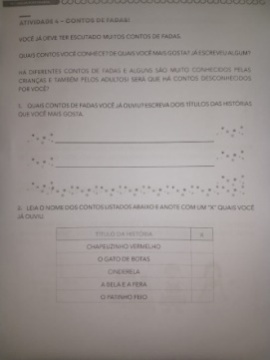 ATIVIDADE 4 – CONTOS DE FADAS
VOCÊ JÁ DEVE TER ESCUTADO MUITOS CONTOS DE FADAS.
QUAIS CONTOS VOCÊ CONHECE? OU QUAIS VOCÊ MAIS GOSTA? JÁ ESCREVEU ALGUM?
HÁ DIFERENTES CONTOS DE FADAS E ALGUNS SÃO MUITO CONHECIDOS PELAS
CRIANÇAS E TAMBÉM PELOS ADULTOS! SERÁ QUE HÁ CONTOS DESCONHECIDOS
POR VOCÊ?
1. QUAIS CONTOS DE FADAS VOCÊ JÁ OUVIU? ESCREVA DOIS TÍTULOS DAS HISTÓRIAS
QUE VOCÊ MAIS GOSTA.
2. LEIA O NOME DOS CONTOS LISTADOS ABAIXO E ANOTE COM UM "X" QUAIS VOCÊ
JÁ OUVIU.
TÍTULO DA HISTÓRIA X
CHAPEUZINHO VERMELHO
O GATO DE BOTAS
CINDERELA
A BELA E A FERA
O PATINHO FEIO